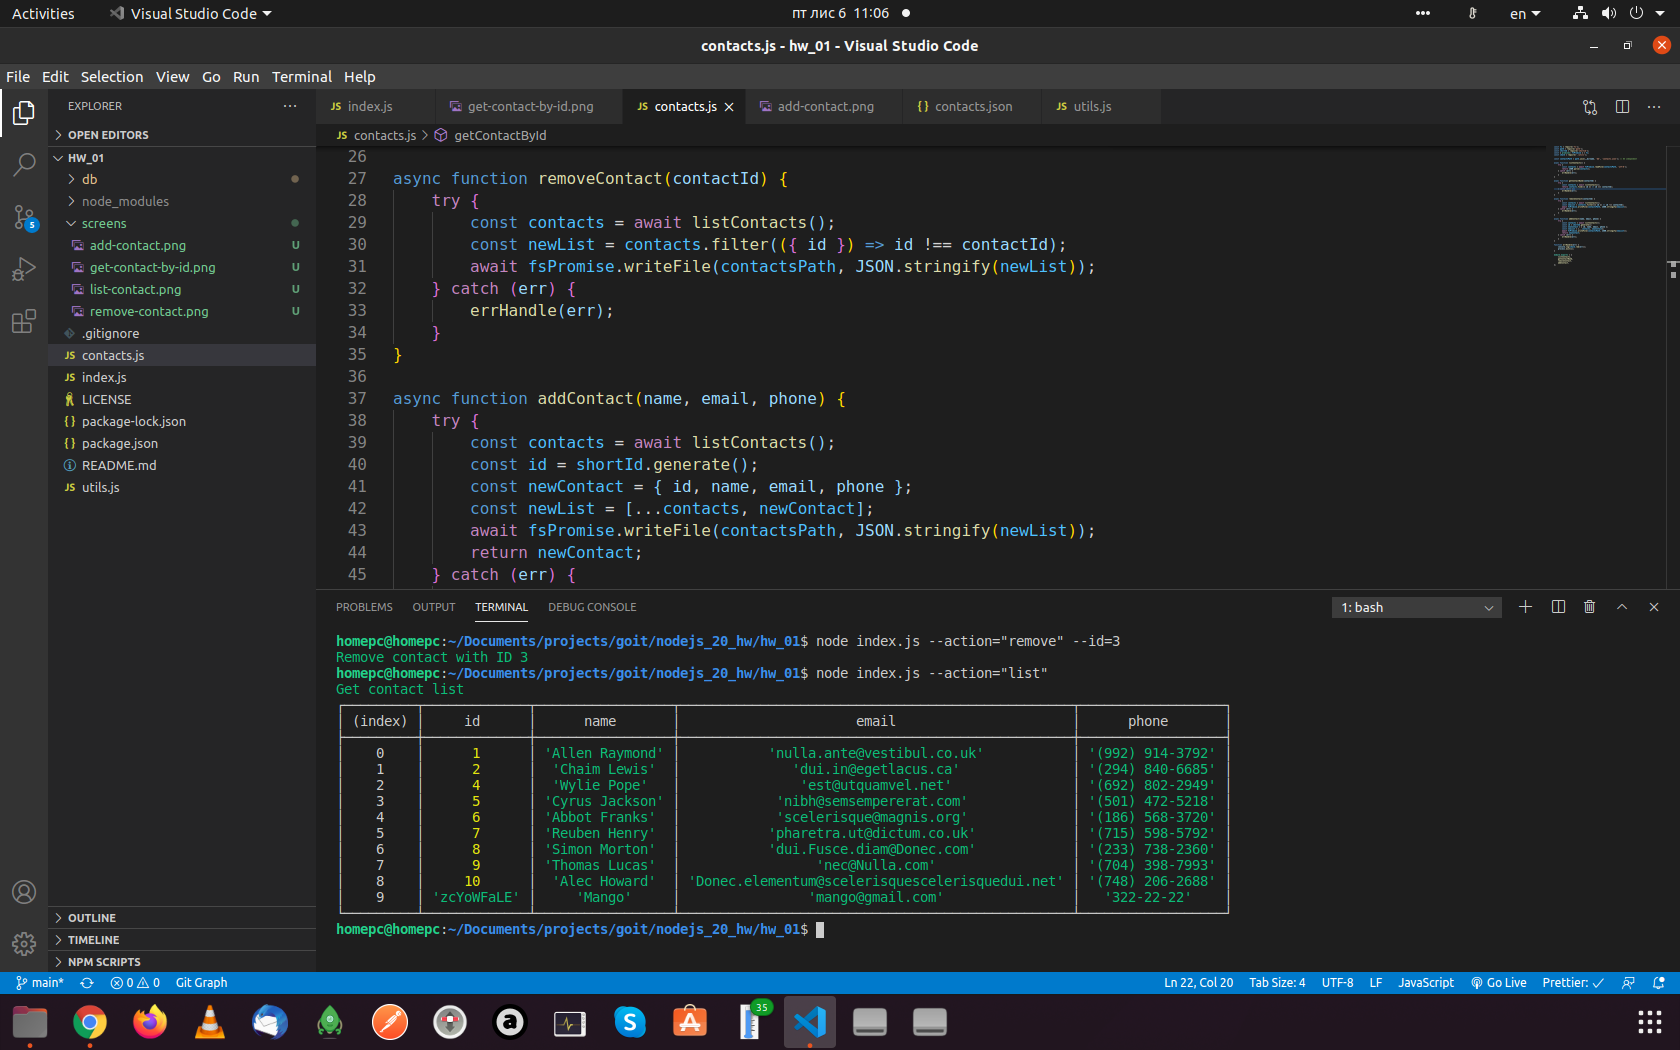 Activities Visual Studio Code пт лис 6 11:06 en
contacts.js - hw_01 - Visual Studio Code
File Edit Selection View Go Run Terminal Help
EXPLORER
OPEN EDITORS
HW_01
db
node_modules
screens
add-contact.png U
get-contact-by-id.png U
list-contact.png U
remove-contact.png U
.gitignore
JS contacts.js
JS index.js
LICENSE
{} package-lock.json
{} package.json
README.md
JS utils.js
OUTLINE
TIMELINE
NPM SCRIPTS
5
JS index.js get-contact-by-id.png JS contacts.js add-contact.png {} contacts.json JS utils.js
JS contacts.js > getContactById
26
27 async function removeContact(contactId) {
28 try {
29 const contacts = await listContacts();
30 const newList = contacts.filter(({ id }) => id !== contactId);
31 await fsPromise.writeFile(contactsPath, JSON.stringify(newList));
32 } catch (err) {
33 errHandle(err);
34 }
35 }
36
37 async function addContact(name, email, phone) {
38 try {
39 const contacts = await listContacts();
40 const id = shortId.generate();
41 const newContact = { id, name, email, phone };
42 const newList = [...contacts, newContact];
43 await fsPromise.writeFile(contactsPath, JSON.stringify(newList));
44 return newContact;
45 } catch (err) {
PROBLEMS OUTPUT TERMINAL DEBUG CONSOLE 1: bash
homepc@homepc:~/Documents/projects/goit/nodejs_20_hw/hw_01$ node index.js --action="remove" --id=3
Remove contact with ID 3
homepc@homepc:~/Documents/projects/goit/nodejs_20_hw/hw_01$ node index.js --action="list"
Get contact list
(index) id name email phone
0 1 'Allen Raymond' 'nulla.ante@vestibul.co.uk' '(992) 914-3792'
1 2 'Chaim Lewis' 'dui.in@egetlacus.ca' '(294) 840-6685'
2 4 'Wylie Pope' 'est@utquamvel.net' '(692) 802-2949'
3 5 'Cyrus Jackson' 'nibh@semsempererat.com' '(501) 472-5218'
4 6 'Abbot Franks' 'scelerisque@magnis.org' '(186) 568-3720'
5 7 'Reuben Henry' 'pharetra.ut@dictum.co.uk' '(715) 598-5792'
6 8 'Simon Morton' 'dui.Fusce.diam@Donec.com' '(233) 738-2360'
7 9 'Thomas Lucas' 'nec@Nulla.com' '(704) 398-7993'
8 10 'Alec Howard' 'Donec.elementum@scelerisquescelerisquedui.net' '(748) 206-2688'
9 'zcYoWFaLE' 'Mango' 'mango@gmail.com' '322-22-22'
homepc@homepc:~/Documents/projects/goit/nodejs_20_hw/hw_01$
main* 0 0 Git Graph Ln 22, Col 20 Tab Size: 4 UTF-8 LF JavaScript Go Live Prettier: ✓
35